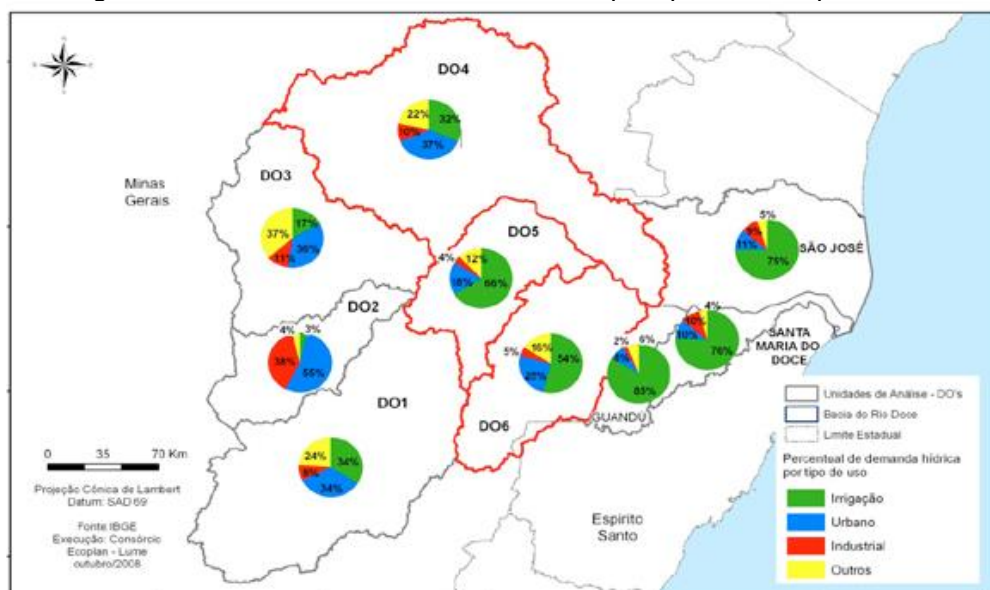 DO4
22%
32%
10%
37%
Minas
Gerais
DO3
37%
17%
36%
11%
DO5
4%
12%
66%
5%
9%
11%
71%
SÃO JOSÉ
DO2
4%
3%
38%
55%
4%
10%
10%
76%
SANTA
MARIA DO
DOCE
5%
16%
54%
2%
6%
85%
GUANDÚ
DO1
DO6
24%
34%
34%
0 35 70 Km
Projeção Cônica de Lambert
Datum: SAD 69
Fonte IBGE
Execução: Consórcio
Ecoplan - Lume
outubro/2008
Espírito
Santo
Unidades de Análise - DO's
Bacia do Rio Doce
Limite Estadual
Percentual de demanda hídrica
por tipo de uso
Irrigação
Urbano
Industrial
Outros